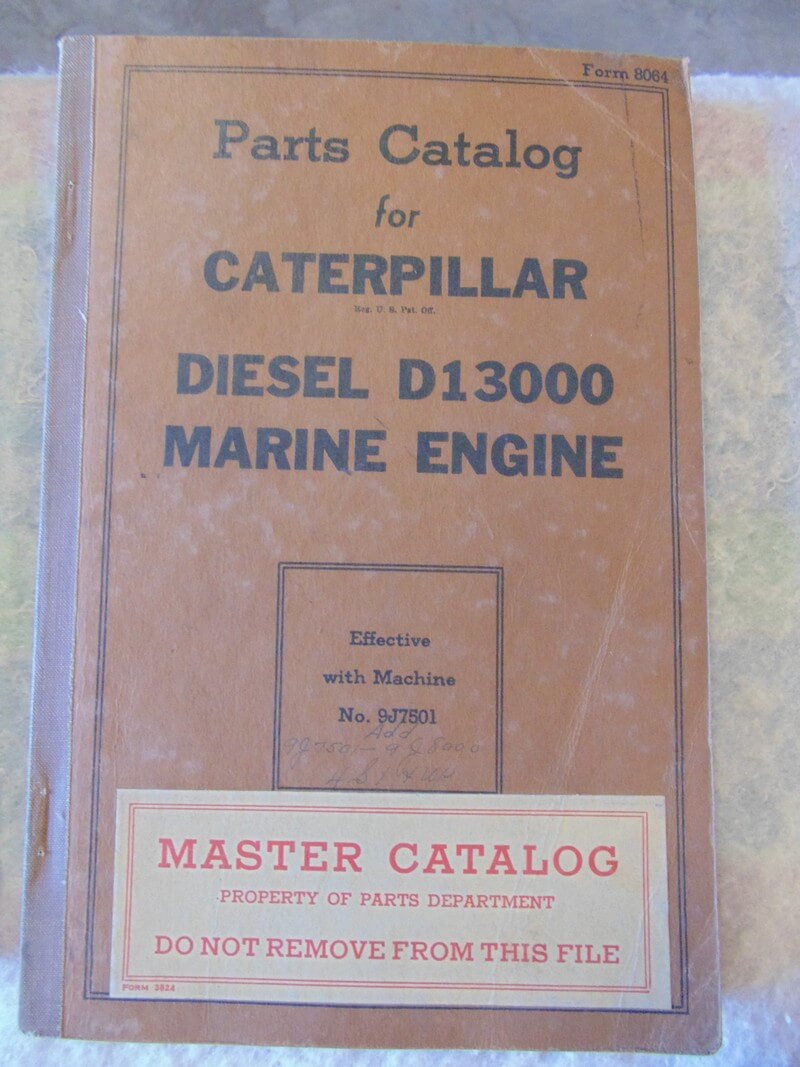 Form 8064
Parts Catalog
for
CATERPILLAR
Reg. U. S. Pat. Off.
DIESEL D13000
MARINE ENGINE
Effective
with Machine
No. 9J7501
Add
9J7501 – 9J8000
MASTER CATALOG
PROPERTY OF PARTS DEPARTMENT
DO NOT REMOVE FROM THIS FILE
FORM 3824